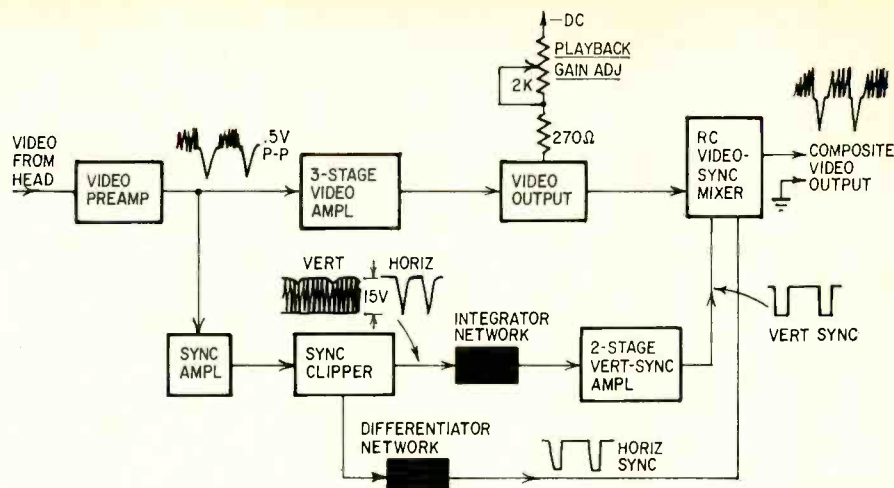 −DC
PLAYBACK
GAIN ADJ
2K
270Ω
VIDEO
FROM
HEAD
VIDEO
PREAMP
.5V
P-P
3-STAGE
VIDEO
AMPL
VIDEO
OUTPUT
RC
VIDEO-
SYNC
MIXER
COMPOSITE
VIDEO
OUTPUT
VERT
HORIZ
15V
SYNC
AMPL
SYNC
CLIPPER
INTEGRATOR
NETWORK
2-STAGE
VERT-SYNC
AMPL
VERT SYNC
DIFFERENTIATOR
NETWORK
HORIZ
SYNC